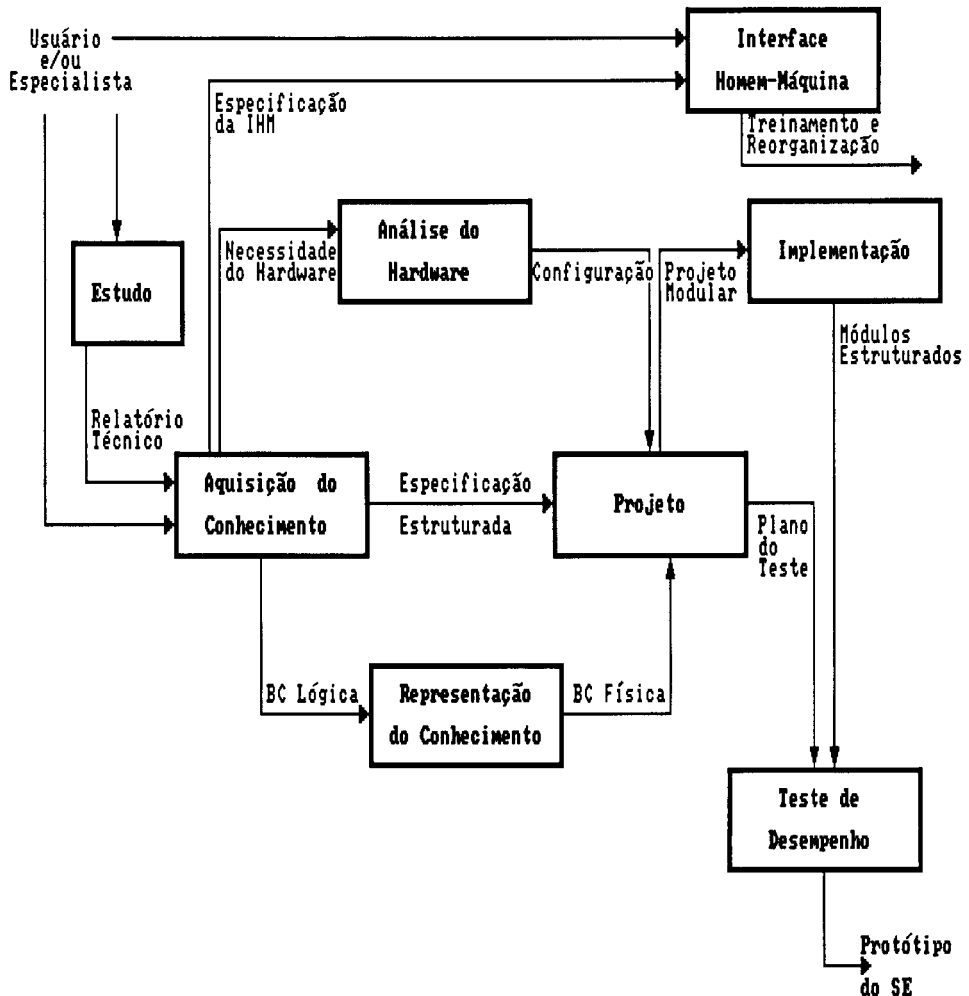 Usuário
e/ou
Especialista
Interface
Homem-Máquina
Especificação
da IHM
Treinamento e
Reorganização
Análise do
Hardware
Necessidade
do Hardware
Configuração
Projeto
Modular
Implementação
Estudo
Módulos
Estruturados
Relatório
Técnico
Aquisição do
Conhecimento
Especificação
Estruturada
Projeto
Plano
do
Teste
BC Lógica
Representação
do Conhecimento
BC Física
Teste de
Desempenho
Protótipo
do SE